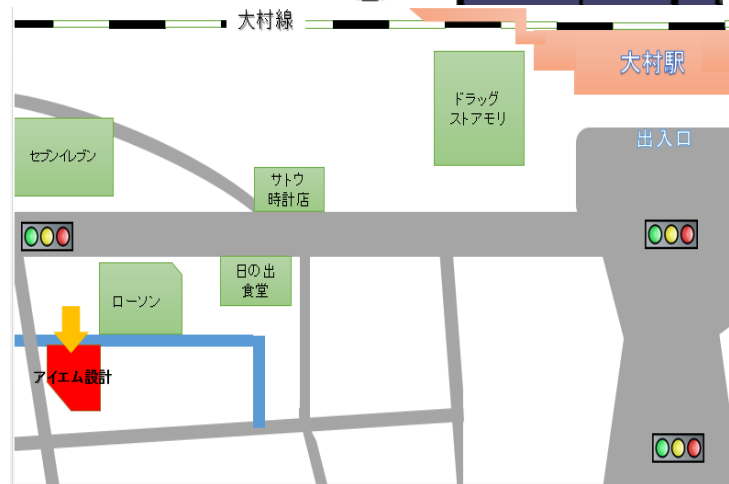 大村線
大村駅
出入口
ドラッグ
ストアモリ
セブンイレブン
サトウ
時計店
日の出
食堂
ローソン
アイエム設計